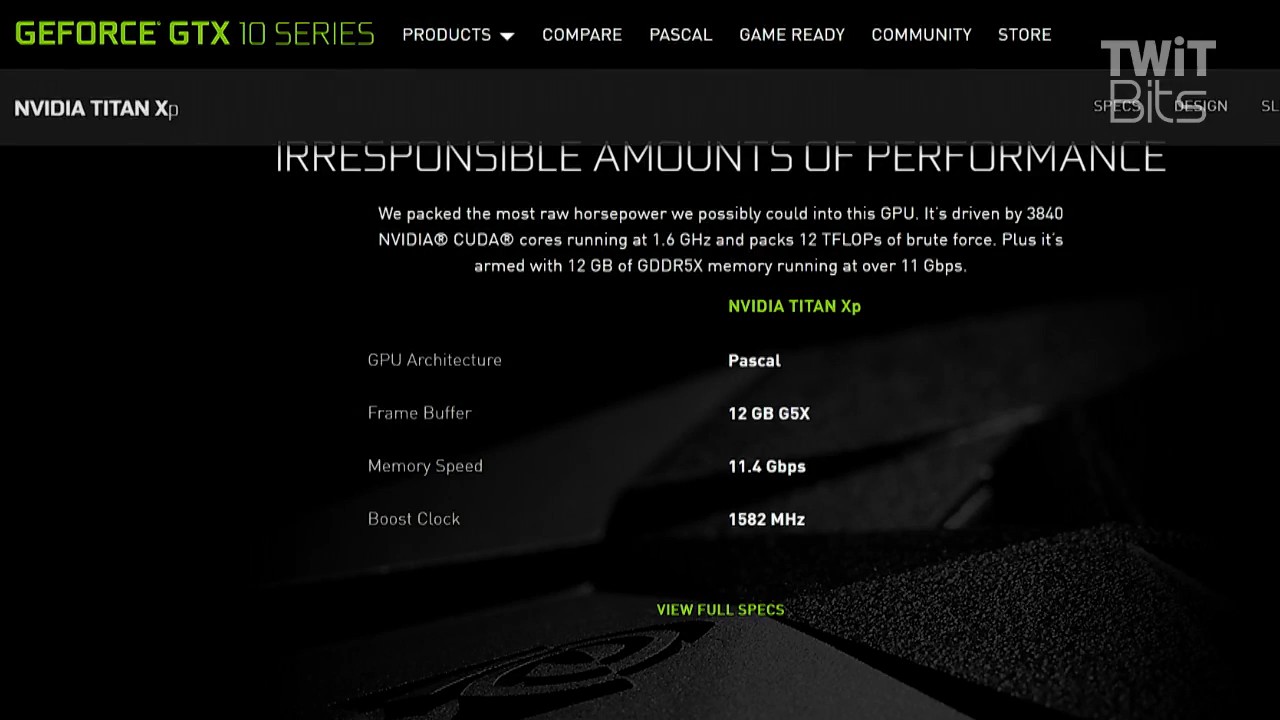 GEFORCE® GTX 10 SERIES PRODUCTS COMPARE PASCAL GAME READY COMMUNITY STORE
TWiT
Bits
NVIDIA TITAN Xp SPECS DESIGN SL
IRRESPONSIBLE AMOUNTS OF PERFORMANCE
We packed the most raw horsepower we possibly could into this GPU. It's driven by 3840
NVIDIA® CUDA® cores running at 1.6 GHz and packs 12 TFLOPs of brute force. Plus it's
armed with 12 GB of GDDR5X memory running at over 11 Gbps.
NVIDIA TITAN Xp
GPU Architecture Pascal
Frame Buffer 12 GB G5X
Memory Speed 11.4 Gbps
Boost Clock 1582 MHz
VIEW FULL SPECS